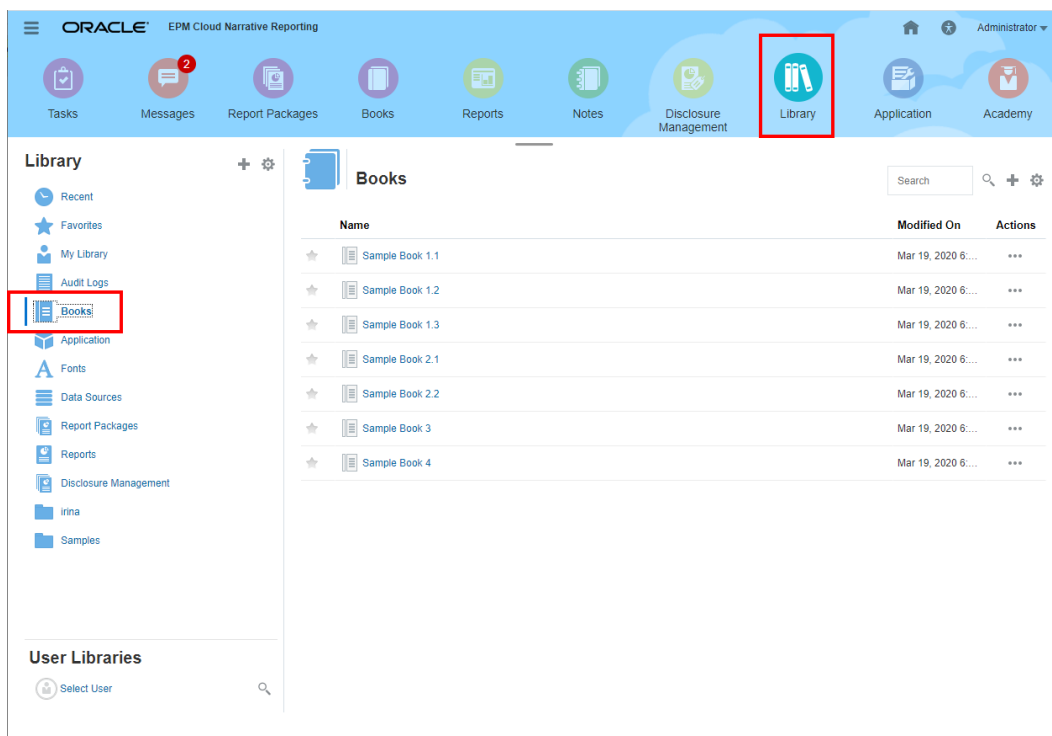 ORACLE® EPM Cloud Narrative Reporting Administrator
2
Tasks Messages Report Packages Books Reports Notes Disclosure Management Library Application Academy
Library
Recent
Favorites
My Library
Audit Logs
Books
Application
Fonts
Data Sources
Report Packages
Reports
Disclosure Management
irina
Samples
User Libraries
Select User
Books
Search
Name Modified On Actions
Sample Book 1.1 Mar 19, 2020 6:...
Sample Book 1.2 Mar 19, 2020 6:...
Sample Book 1.3 Mar 19, 2020 6:...
Sample Book 2.1 Mar 19, 2020 6:...
Sample Book 2.2 Mar 19, 2020 6:...
Sample Book 3 Mar 19, 2020 6:...
Sample Book 4 Mar 19, 2020 6:...